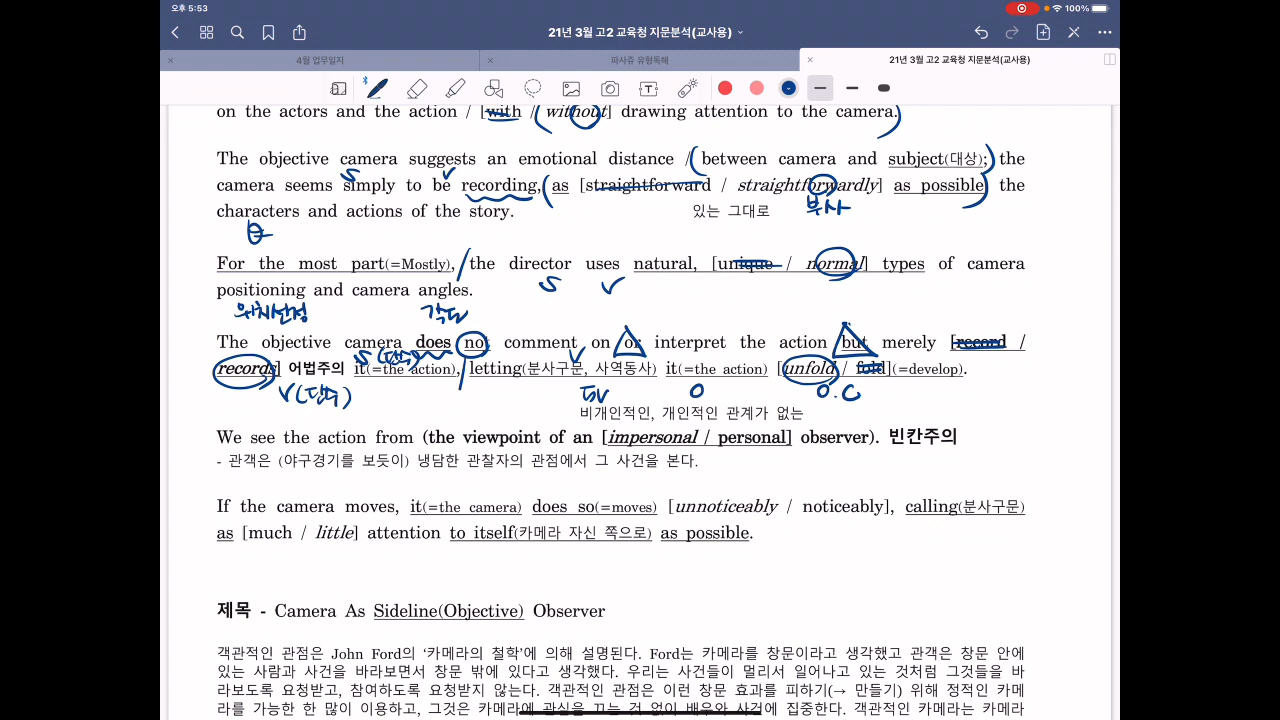 오후 5:53
100%
21년 3월 고2 교육청 지문분석(교사용)
4월 업무일지
파사쥬 유형독해
21년 3월 고2 교육청 지문분석(교사용)
on the actors and the action / [with / without] drawing attention to the camera.
The objective camera suggests an emotional distance / between camera and subject(대상); the
S V
camera seems simply to be recording, as [straightforward / straightforwardly] as possible the
부사
characters and actions of the story. 있는 그대로
For the most part(=Mostly), the director uses natural, [unique / normal] types of camera
S V
positioning and camera angles.
위치선정 각도
The objective camera does not comment on or interpret the action but merely [record /
S (단수) V
records] 어법주의 it(=the action), letting(분사구문, 사역동사) it(=the action) [unfold / fold](=develop).
V(단수) O O.C
비개인적인, 개인적인 관계가 없는
We see the action from (the viewpoint of an [impersonal / personal] observer). 빈칸주의
- 관객은 (야구경기를 보듯이) 냉담한 관찰자의 관점에서 그 사건을 본다.
If the camera moves, it(=the camera) does so(=moves) [unnoticeably / noticeably], calling(분사구문)
as [much / little] attention to itself(카메라 자신 쪽으로) as possible.
제목 - Camera As Sideline(Objective) Observer
객관적인 관점은 John Ford의 ‘카메라의 철학’에 의해 설명된다. Ford는 카메라를 창문이라고 생각했고 관객은 창문 안에
있는 사람과 사건을 바라보면서 창문 밖에 있다고 생각했다. 우리는 사건들이 멀리서 일어나고 있는 것처럼 그것들을 바
라보도록 요청받고, 참여하도록 요청받지 않는다. 객관적인 관점은 이런 창문 효과를 피하기(→ 만들기) 위해 정적인 카메
라를 가능한 한 많이 이용하고, 그것은 카메라에 관심을 끄는 것 없이 배우와 사건에 집중한다. 객관적인 카메라는 카메라